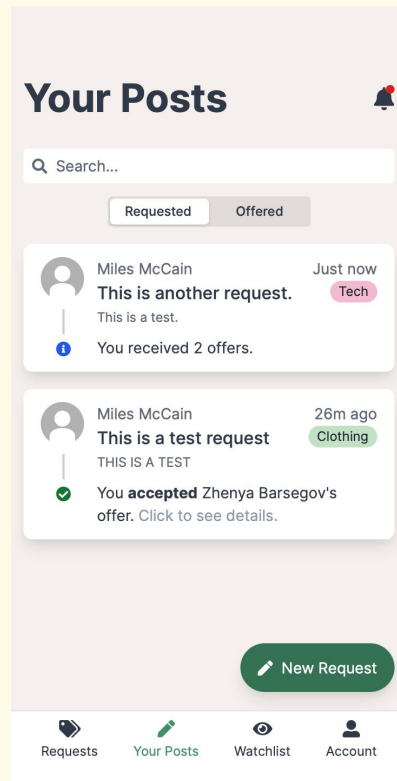 Your Posts
Search...
Requested Offered
Miles McCain Just now
This is another request. Tech
This is a test.
You received 2 offers.
Miles McCain 26m ago
This is a test request Clothing
THIS IS A TEST
You accepted Zhenya Barsegov's
offer. Click to see details.
New Request
Requests Your Posts Watchlist Account